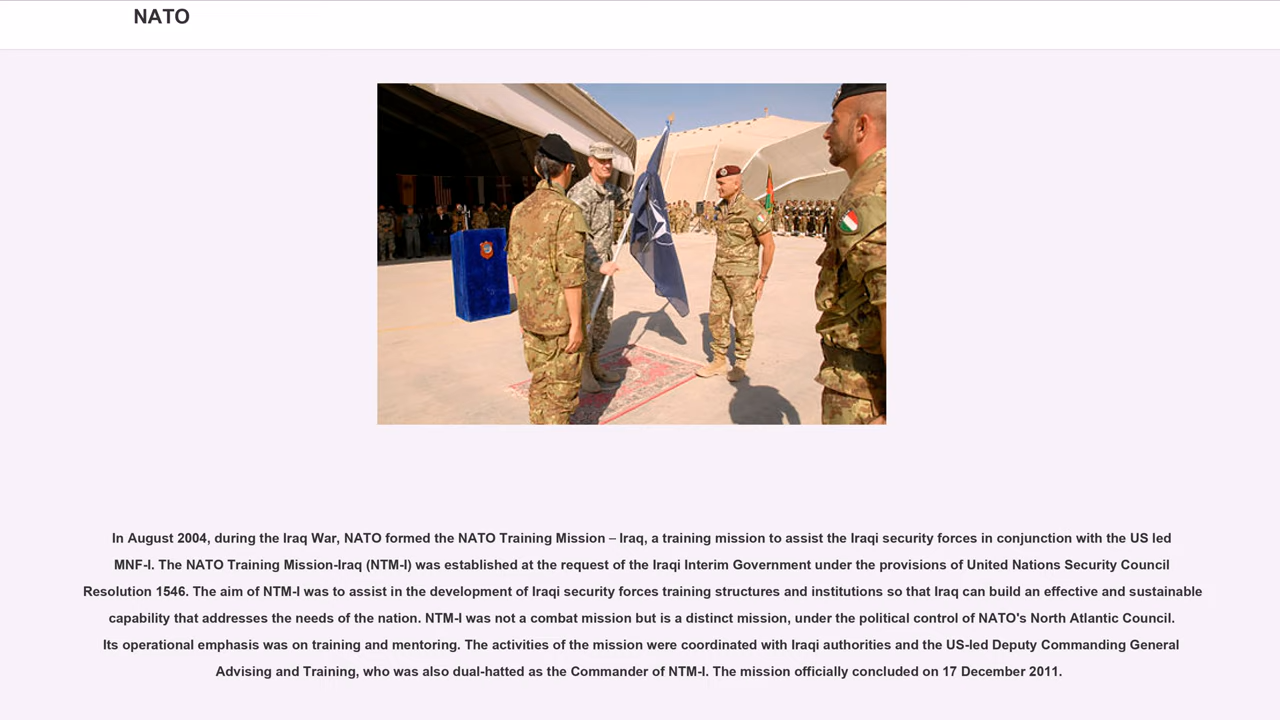 NATO
In August 2004, during the Iraq War, NATO formed the NATO Training Mission – Iraq, a training mission to assist the Iraqi security forces in conjunction with the US led
MNF-I. The NATO Training Mission-Iraq (NTM-I) was established at the request of the Iraqi Interim Government under the provisions of United Nations Security Council
Resolution 1546. The aim of NTM-I was to assist in the development of Iraqi security forces training structures and institutions so that Iraq can build an effective and sustainable
capability that addresses the needs of the nation. NTM-I was not a combat mission but is a distinct mission, under the political control of NATO's North Atlantic Council.
Its operational emphasis was on training and mentoring. The activities of the mission were coordinated with Iraqi authorities and the US-led Deputy Commanding General
Advising and Training, who was also dual-hatted as the Commander of NTM-I. The mission officially concluded on 17 December 2011.